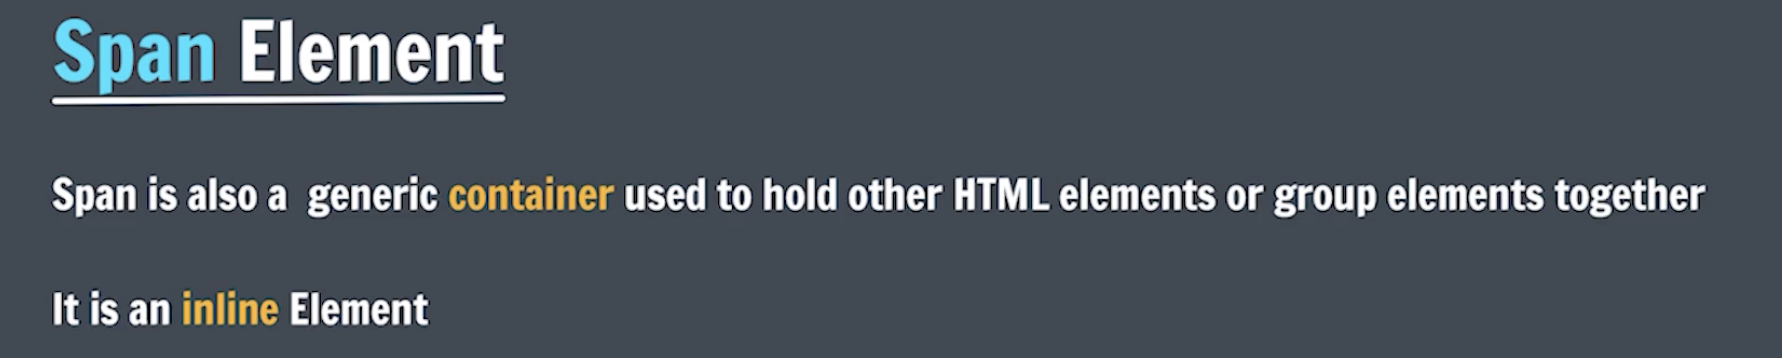 Span Element
Span is also a generic container used to hold other HTML elements or group elements together
It is an inline Element